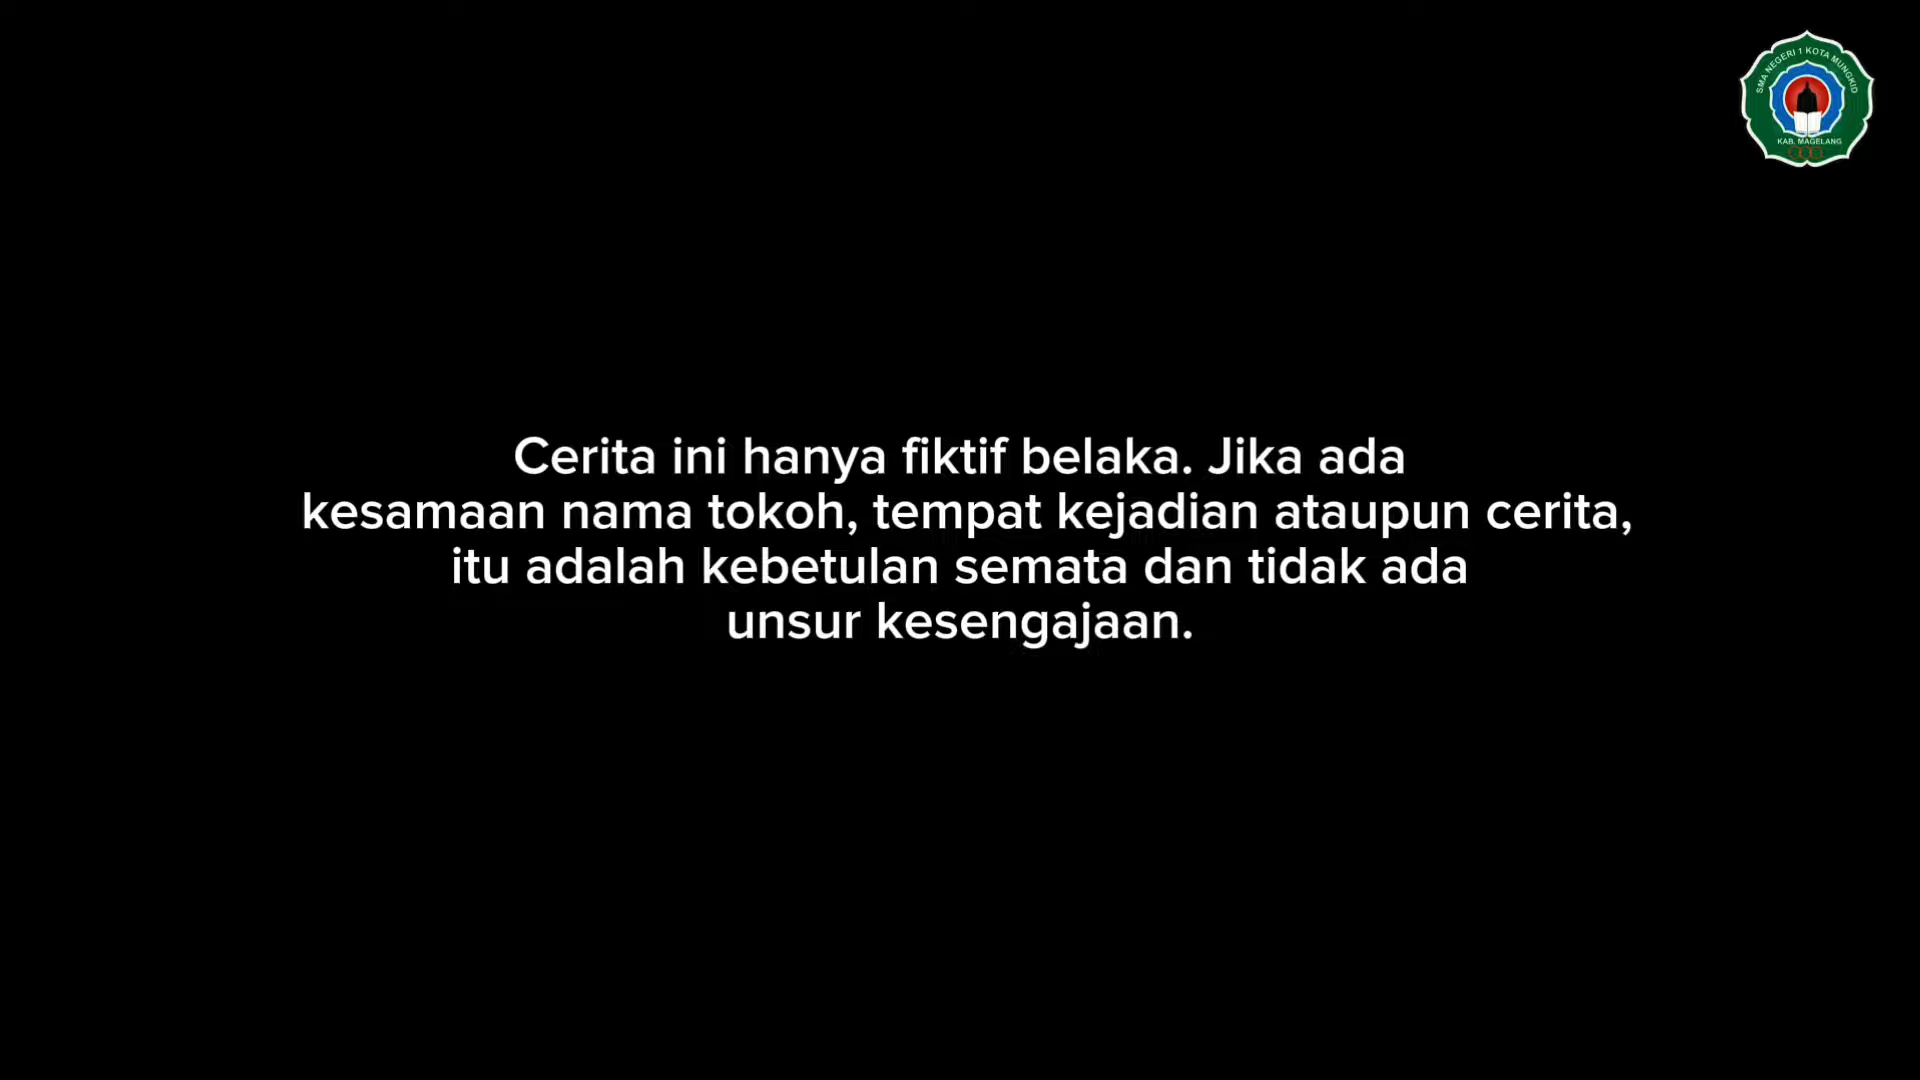 SMA NEGERI 1 KOTA MUNGKID
KAB. MAGELANG
Cerita ini hanya fiktif belaka. Jika ada
kesamaan nama tokoh, tempat kejadian ataupun cerita,
itu adalah kebetulan semata dan tidak ada
unsur kesengajaan.